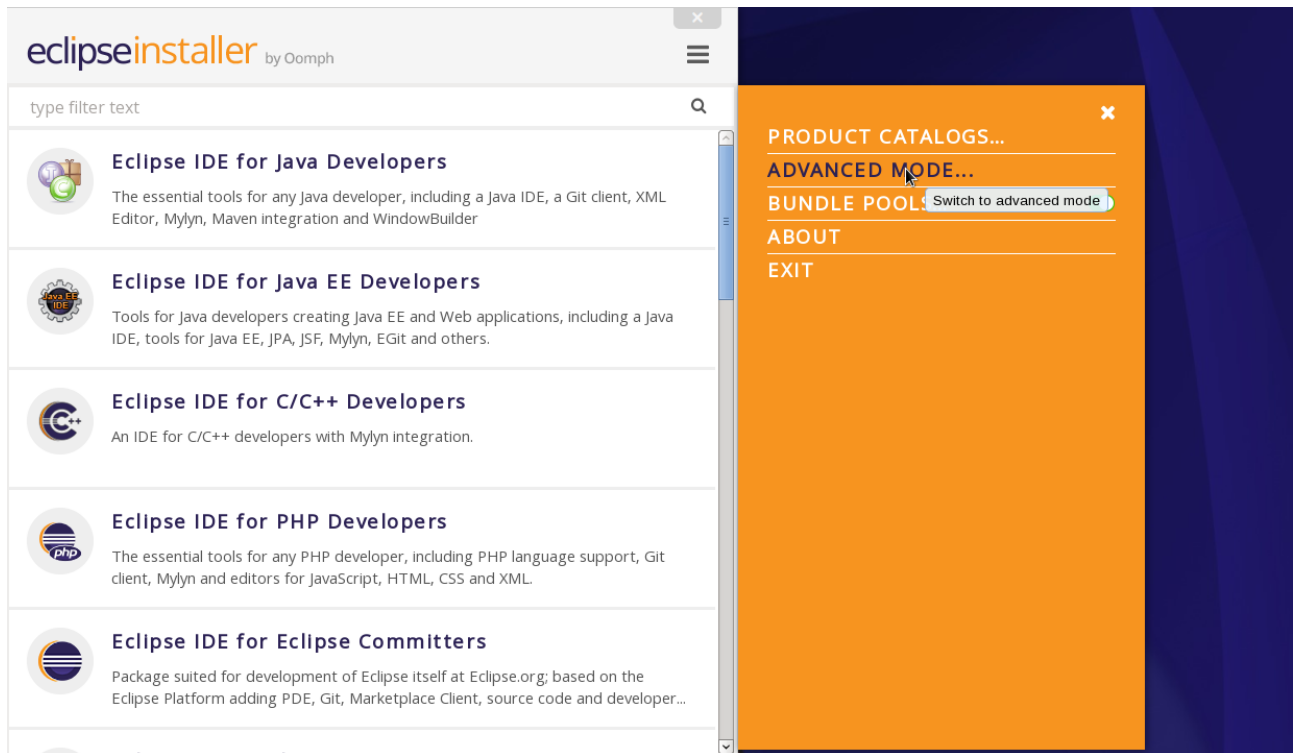 eclipseinstaller by Oomph
type filter text
Eclipse IDE for Java Developers
The essential tools for any Java developer, including a Java IDE, a Git client, XML
Editor, Mylyn, Maven integration and WindowBuilder
Java EE
IDE
Eclipse IDE for Java EE Developers
Tools for Java developers creating Java EE and Web applications, including a Java
IDE, tools for Java EE, JPA, JSF, Mylyn, EGit and others.
C++
Eclipse IDE for C/C++ Developers
An IDE for C/C++ developers with Mylyn integration.
php
Eclipse IDE for PHP Developers
The essential tools for any PHP developer, including PHP language support, Git
client, Mylyn and editors for JavaScript, HTML, CSS and XML.
Eclipse IDE for Eclipse Committers
Package suited for development of Eclipse itself at Eclipse.org; based on the
Eclipse Platform adding PDE, Git, Marketplace Client, source code and developer...
PRODUCT CATALOGS...
ADVANCED MODE...
BUNDLE POOLS
Switch to advanced mode
ABOUT
EXIT